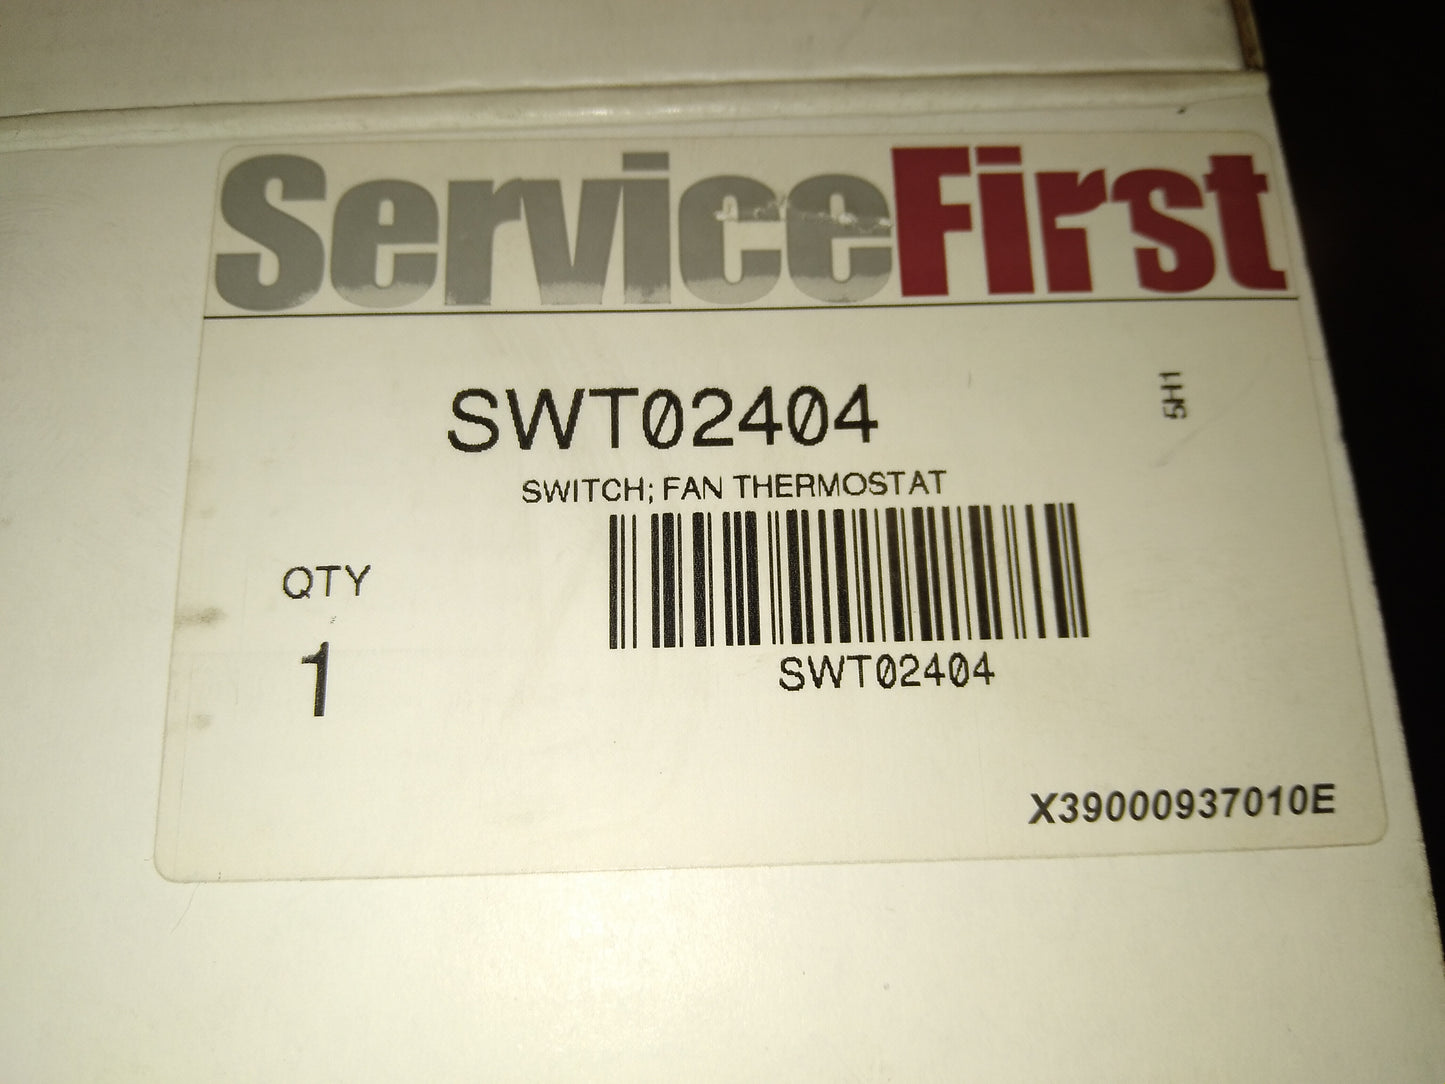 ServiceFirst
SWT02404
5H1
SWITCH; FAN THERMOSTAT
QTY
1
SWT02404
X39000937010E